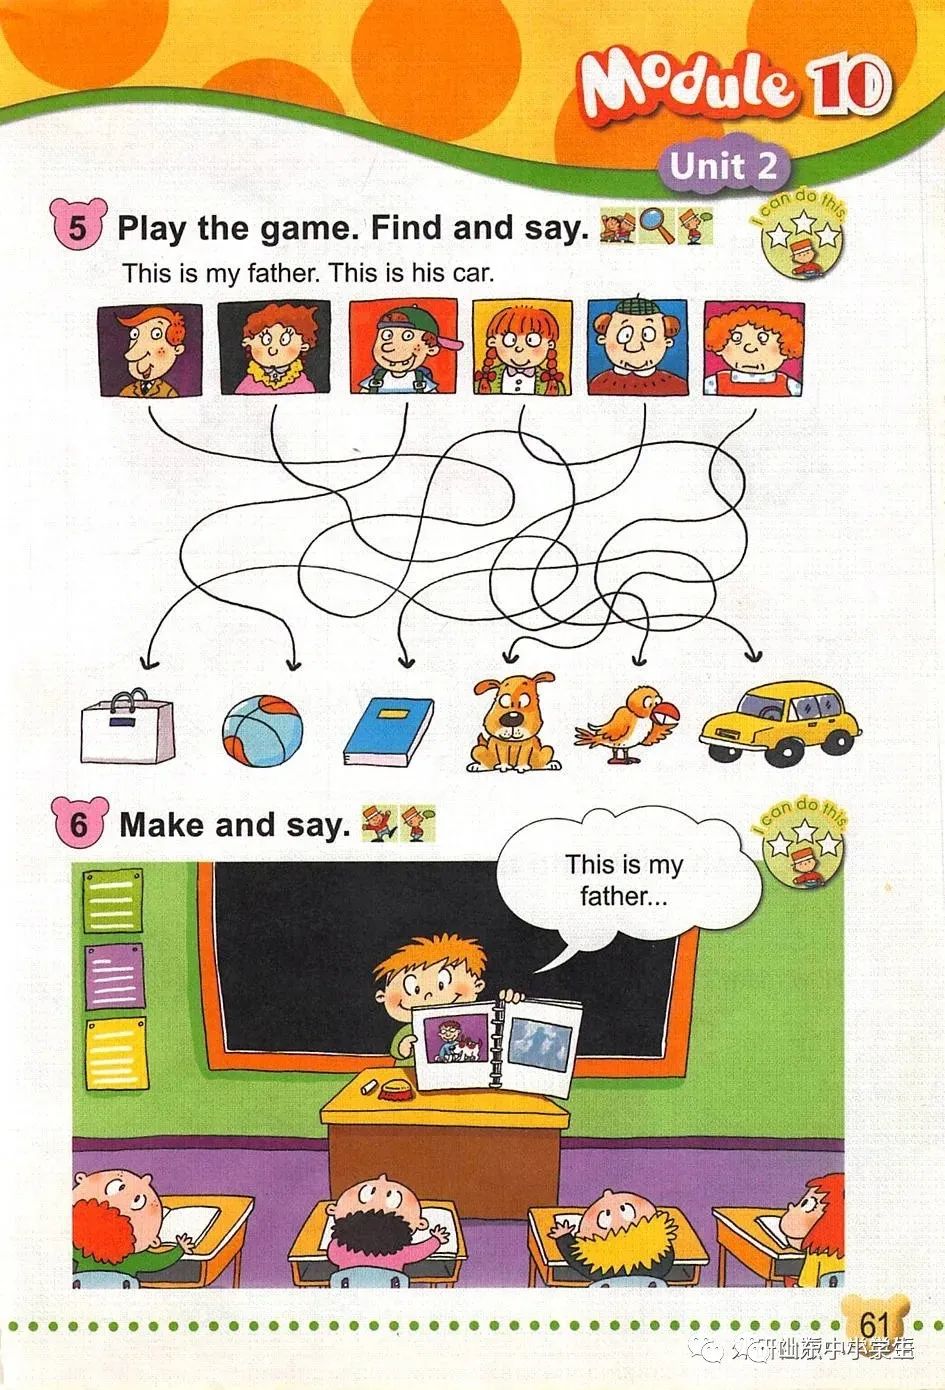 Module 10
Unit 2
5 Play the game. Find and say.
I can do this
This is my father. This is his car.
6 Make and say.
I can do this
This is my
father...
61